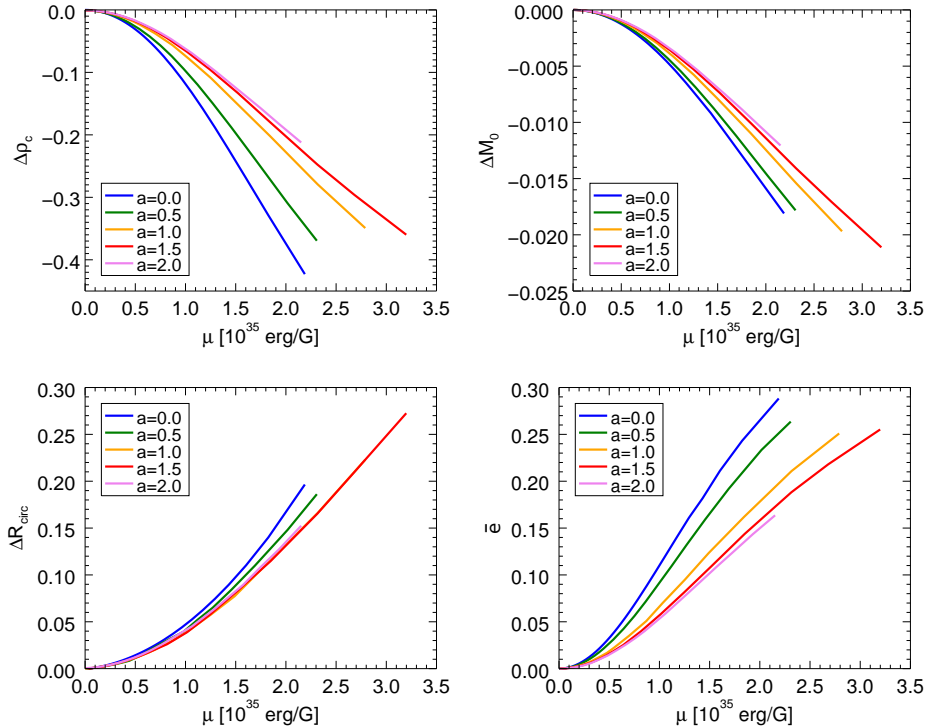 0.0
−0.1
−0.2
−0.3
−0.4
Δρc
a=0.0
a=0.5
a=1.0
a=1.5
a=2.0
0.0 0.5 1.0 1.5 2.0 2.5 3.0 3.5
μ [10^35 erg/G]
0.000
−0.005
−0.010
−0.015
−0.020
−0.025
ΔM0
a=0.0
a=0.5
a=1.0
a=1.5
a=2.0
0.0 0.5 1.0 1.5 2.0 2.5 3.0 3.5
μ [10^35 erg/G]
0.30
0.25
0.20
0.15
0.10
0.05
0.00
ΔRcirc
a=0.0
a=0.5
a=1.0
a=1.5
a=2.0
0.0 0.5 1.0 1.5 2.0 2.5 3.0 3.5
μ [10^35 erg/G]
0.30
0.25
0.20
0.15
0.10
0.05
0.00
ē
a=0.0
a=0.5
a=1.0
a=1.5
a=2.0
0.0 0.5 1.0 1.5 2.0 2.5 3.0 3.5
μ [10^35 erg/G]